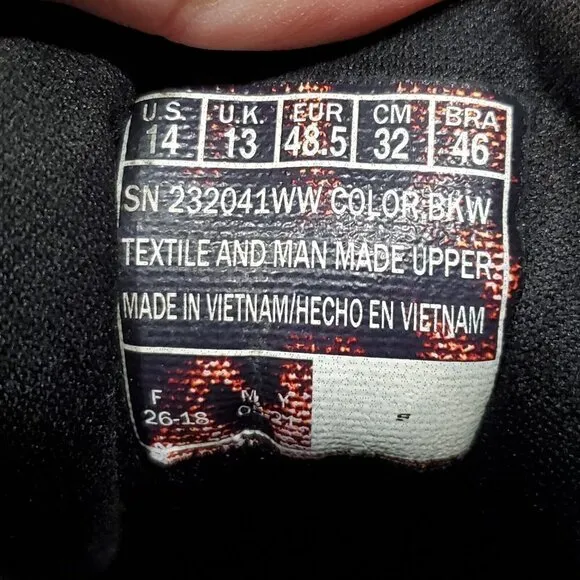 U.S. U.K. EUR CM BRA
14 13 48.5 32 46
SN 232041WW COLOR BKW
TEXTILE AND MAN MADE UPPER
MADE IN VIETNAM/HECHO EN VIETNAM
F M Y
26-18
S